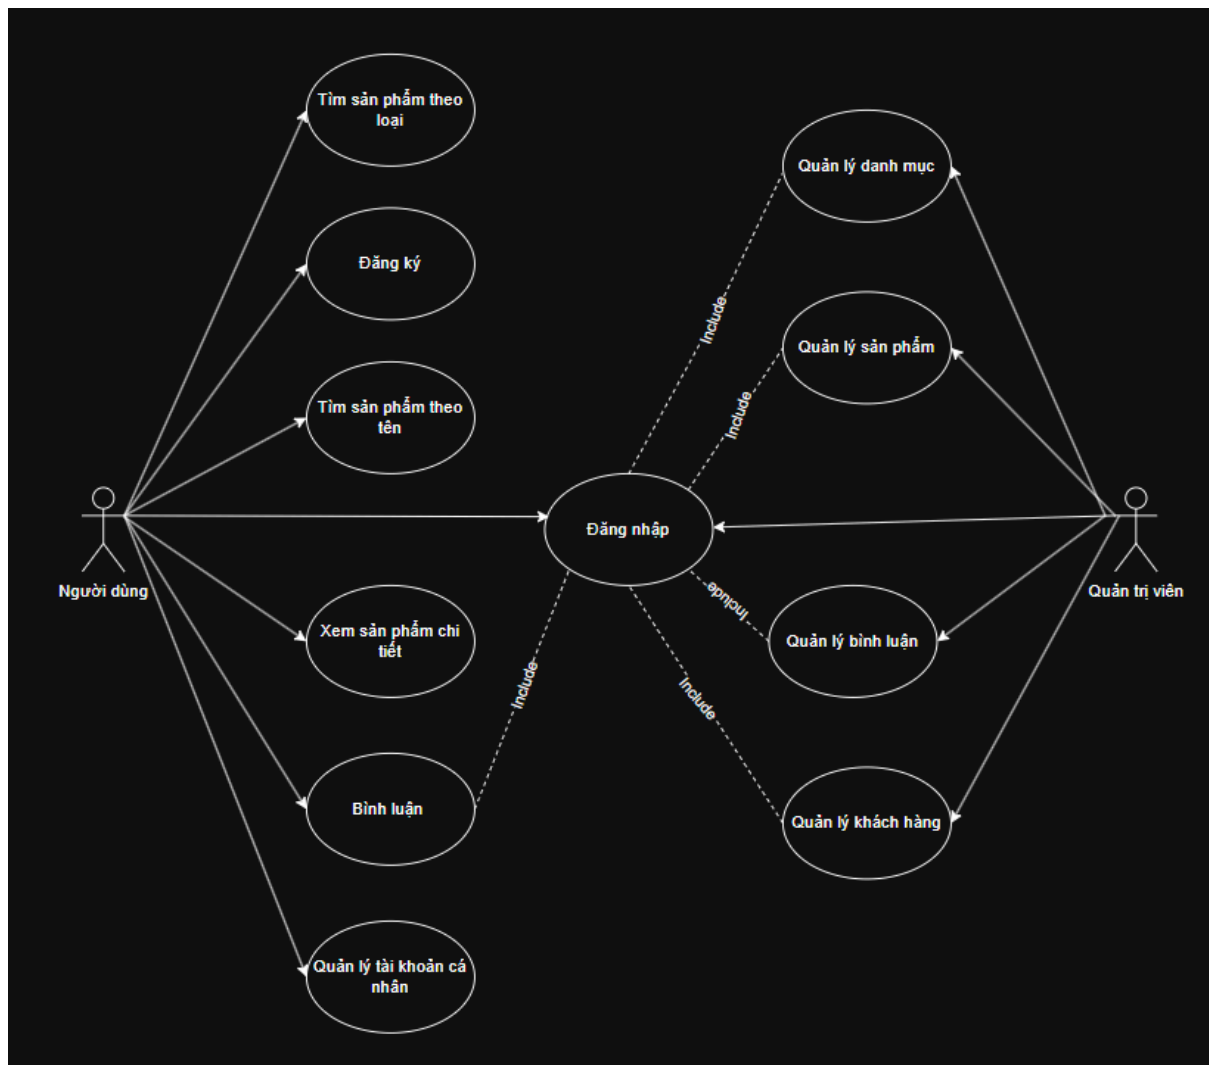 Tìm sản phẩm theo
loại
Quản lý danh mục
Đăng ký
Include
Quản lý sản phẩm
Tìm sản phẩm theo
tên
Include
Đăng nhập
Người dùng
Quản trị viên
Include
Xem sản phẩm chi
tiết
Quản lý bình luận
Include
Include
Bình luận
Quản lý khách hàng
Quản lý tài khoản cá
nhân